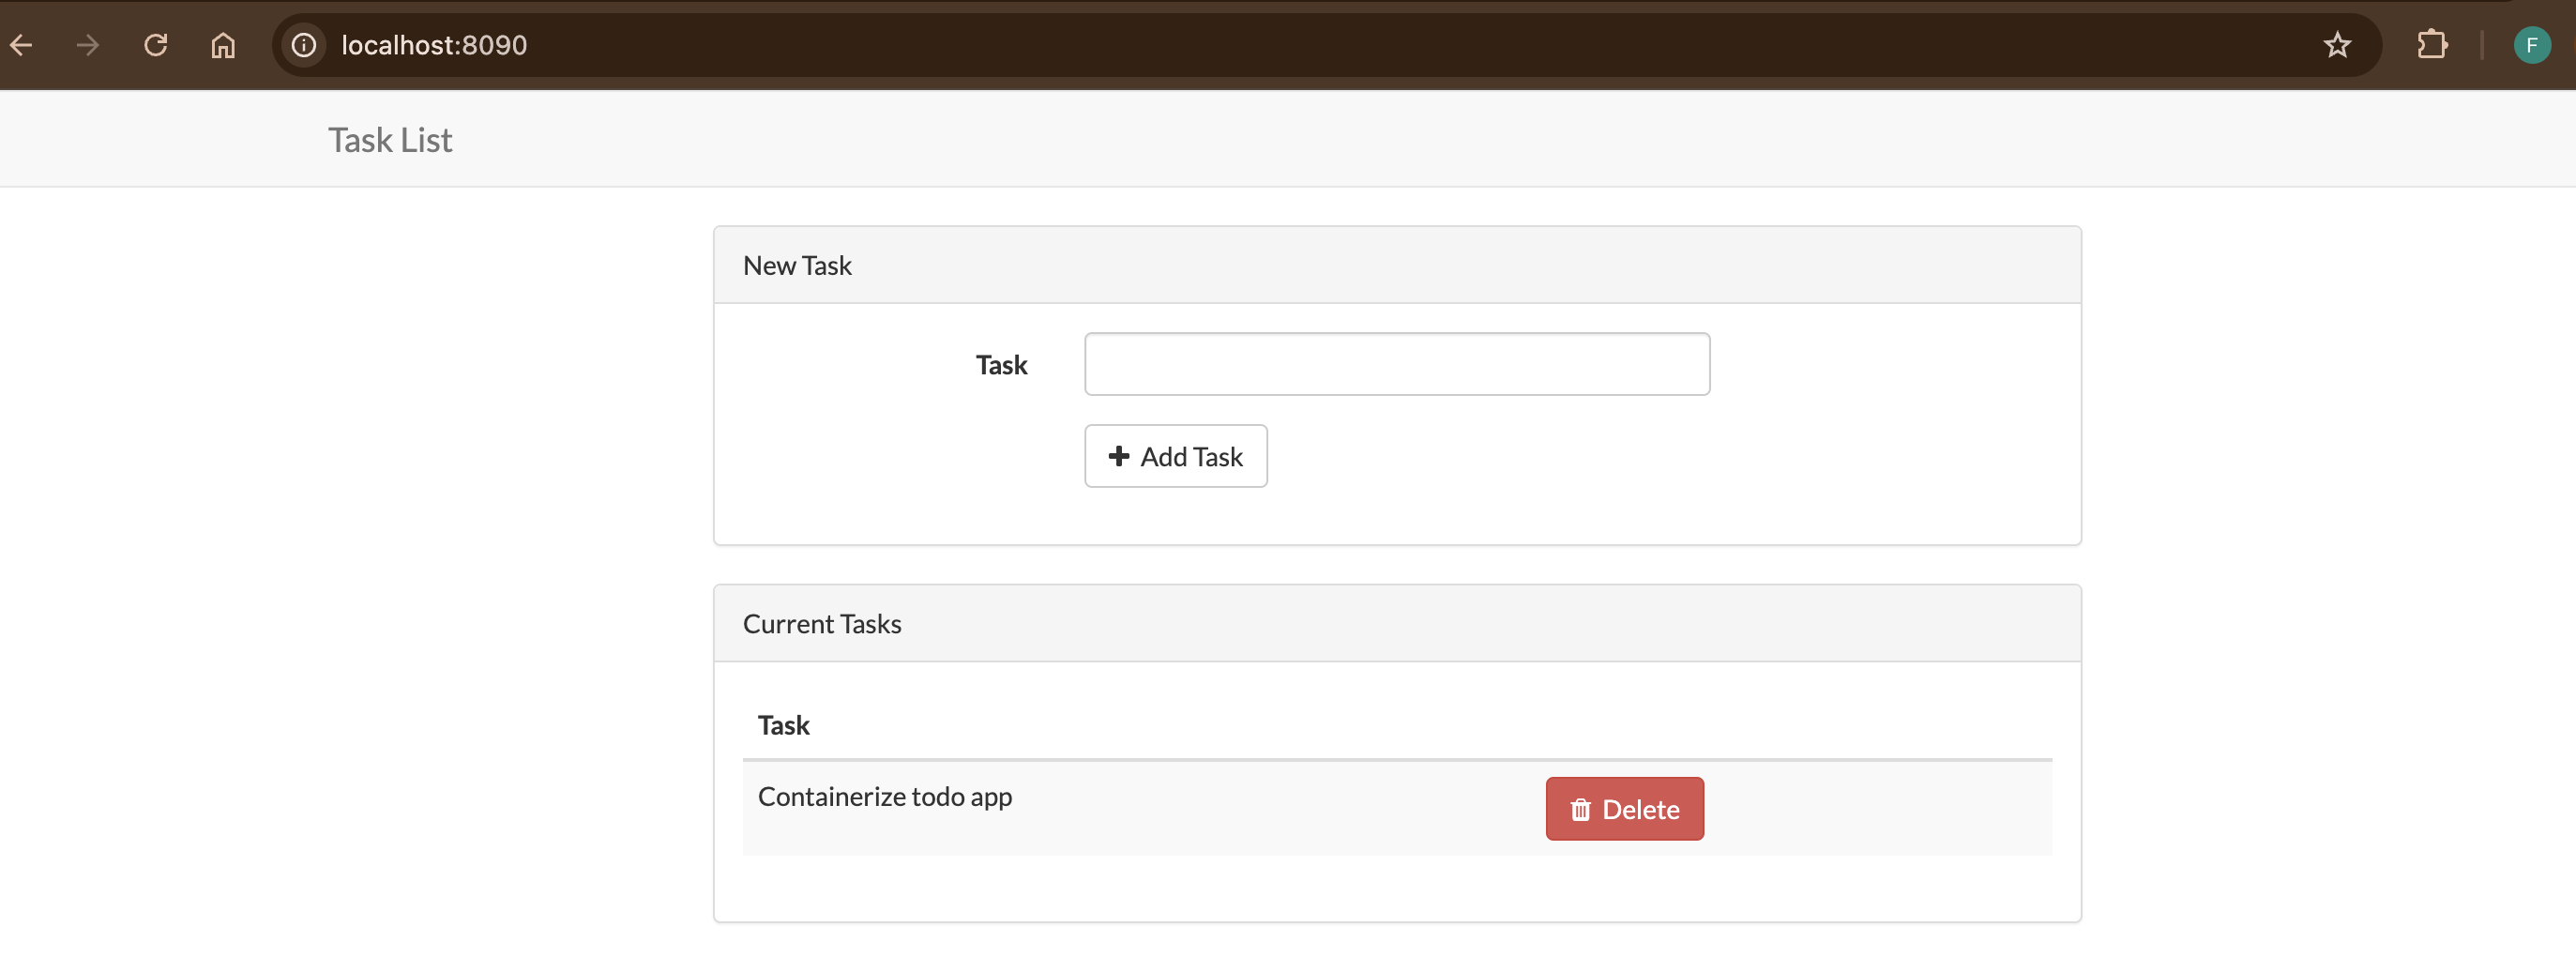 localhost:8090
F
Task List
New Task
Task
Add Task
Current Tasks
Task
Containerize todo app
Delete